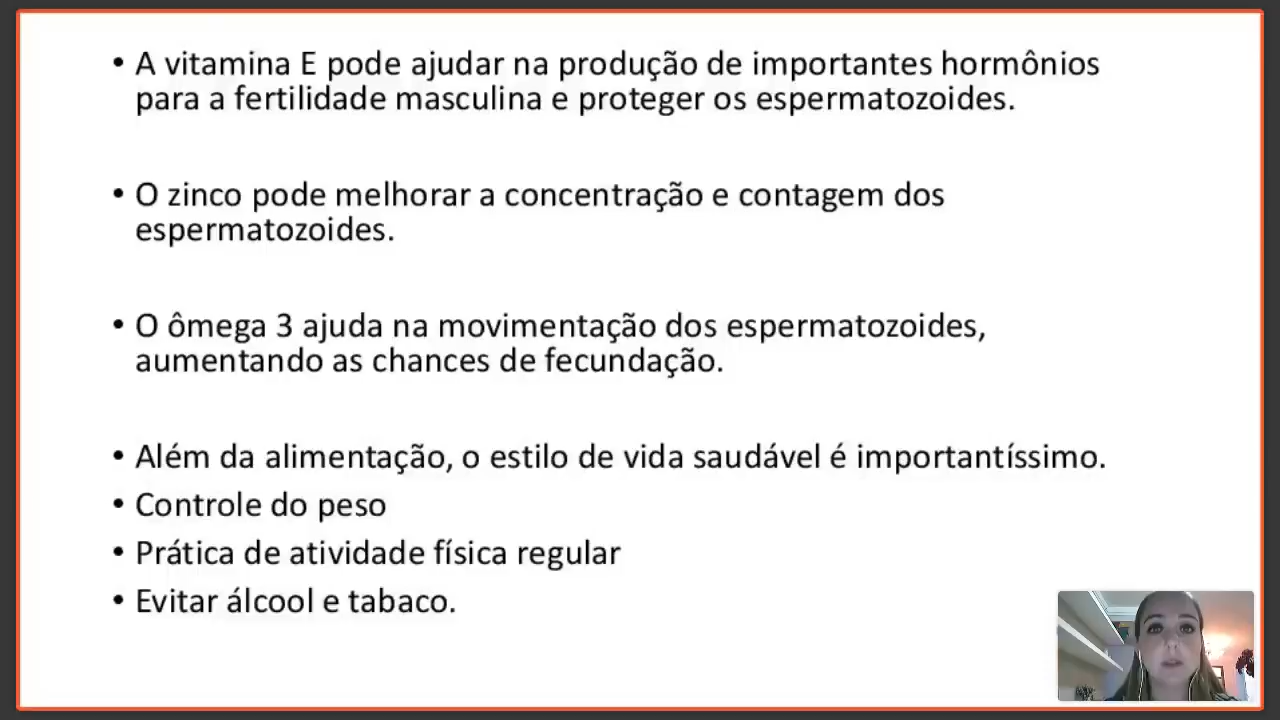 • A vitamina E pode ajudar na produção de importantes hormônios
para a fertilidade masculina e proteger os espermatozoides.
• O zinco pode melhorar a concentração e contagem dos
espermatozoides.
• O ômega 3 ajuda na movimentação dos espermatozoides,
aumentando as chances de fecundação.
• Além da alimentação, o estilo de vida saudável é importantíssimo.
• Controle do peso
• Prática de atividade física regular
• Evitar álcool e tabaco.